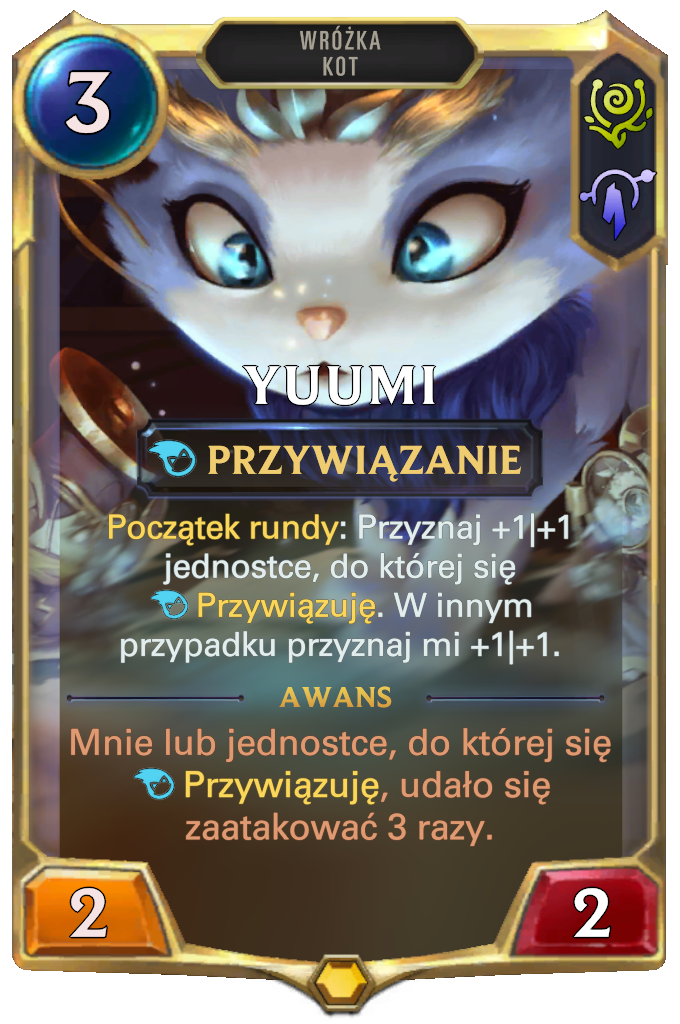 WRÓŻKA
KOT
3
YUUMI
PRZYWIĄZANIE
Początek rundy: Przyznaj +1|+1
jednostce, do której się
Przywiązuję. W innym
przypadku przyznaj mi +1|+1.
AWANS
Mnie lub jednostce, do której się
Przywiązuję, udało się
zaatakować 3 razy.
2
2